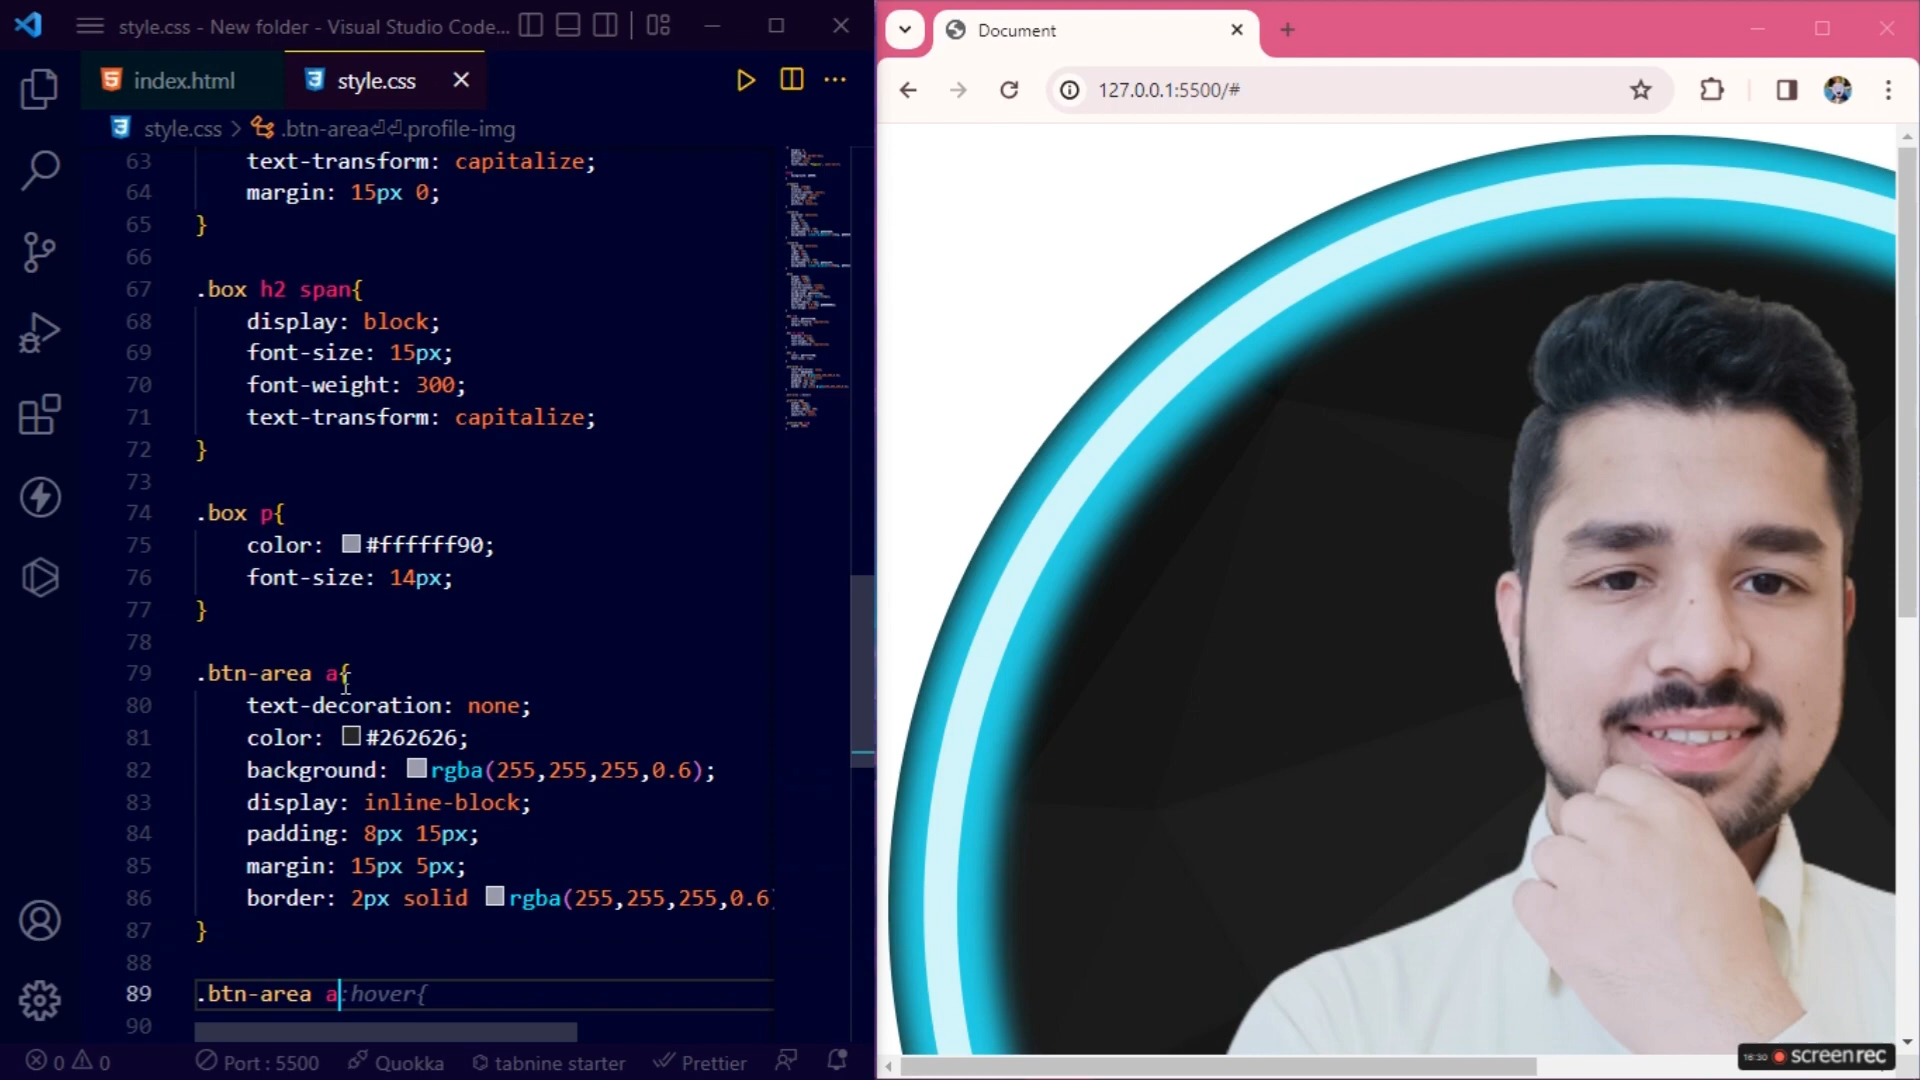 style.css - New folder - Visual Studio Code...
index.html
style.css
style.css > .btn-area⏎⏎.profile-img
63 text-transform: capitalize;
64 margin: 15px 0;
65 }
66
67 .box h2 span{
68 display: block;
69 font-size: 15px;
70 font-weight: 300;
71 text-transform: capitalize;
72 }
73
74 .box p{
75 color: #ffffff90;
76 font-size: 14px;
77 }
78
79 .btn-area a{
80 text-decoration: none;
81 color: #262626;
82 background: rgba(255,255,255,0.6);
83 display: inline-block;
84 padding: 8px 15px;
85 margin: 15px 5px;
86 border: 2px solid rgba(255,255,255,0.6
87 }
88
89 .btn-area a:hover{
90
0 0 Port : 5500 Quokka tabnine starter Prettier
Document
127.0.0.1:5500/#
16:30 screenrec